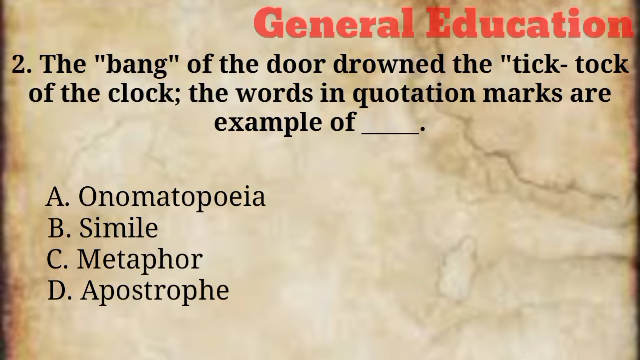 General Education
2. The "bang" of the door drowned the "tick- tock
of the clock; the words in quotation marks are
example of _____.
A. Onomatopoeia
B. Simile
C. Metaphor
D. Apostrophe